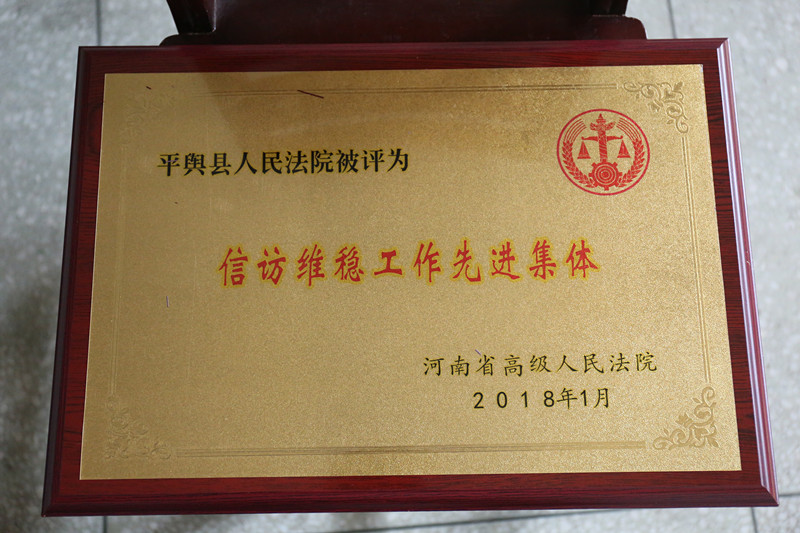 平舆县人民法院被评为
信访维稳工作先进集体
河南省高级人民法院
2018年1月